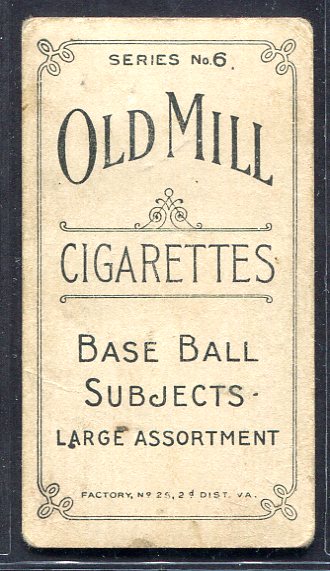 SERIES No. 6.
OLD MILL
CIGARETTES
BASE BALL
SUBJECTS.
LARGE ASSORTMENT
FACTORY, No 25, 2d DIST. VA.